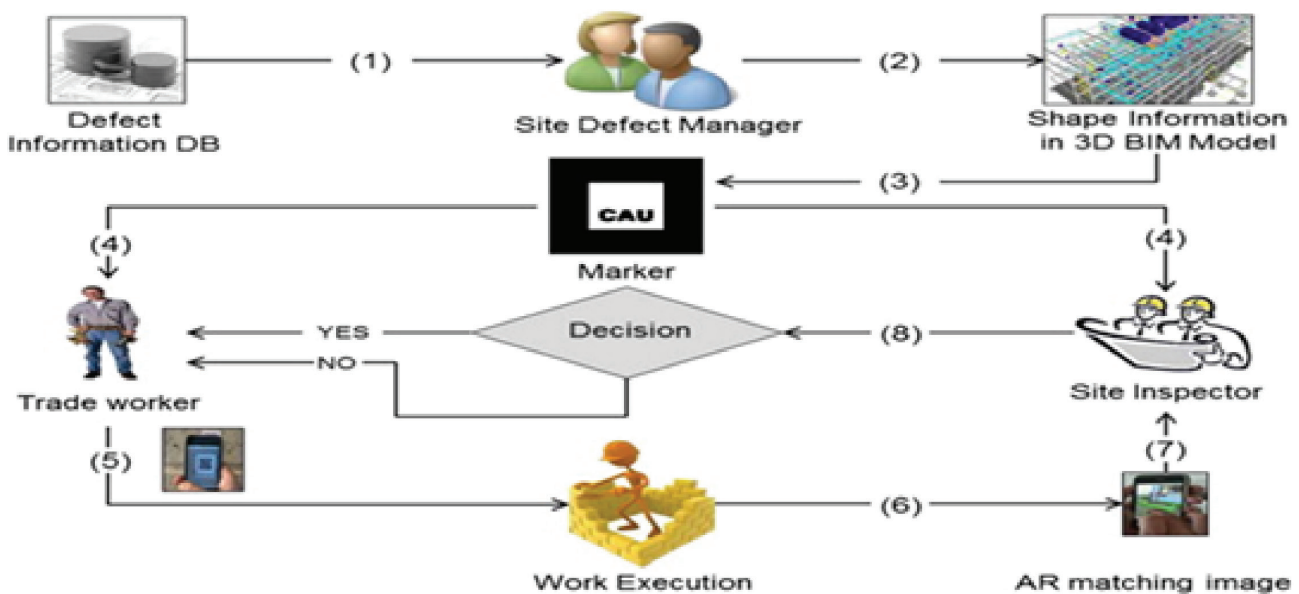 (1)
(2)
Defect
Information DB
Site Defect Manager
Shape Information
in 3D BIM Model
(3)
CAU
(4)
(4)
Marker
Decision
YES
NO
(8)
Trade worker
Site Inspector
(5)
(7)
(6)
Work Execution
AR matching image